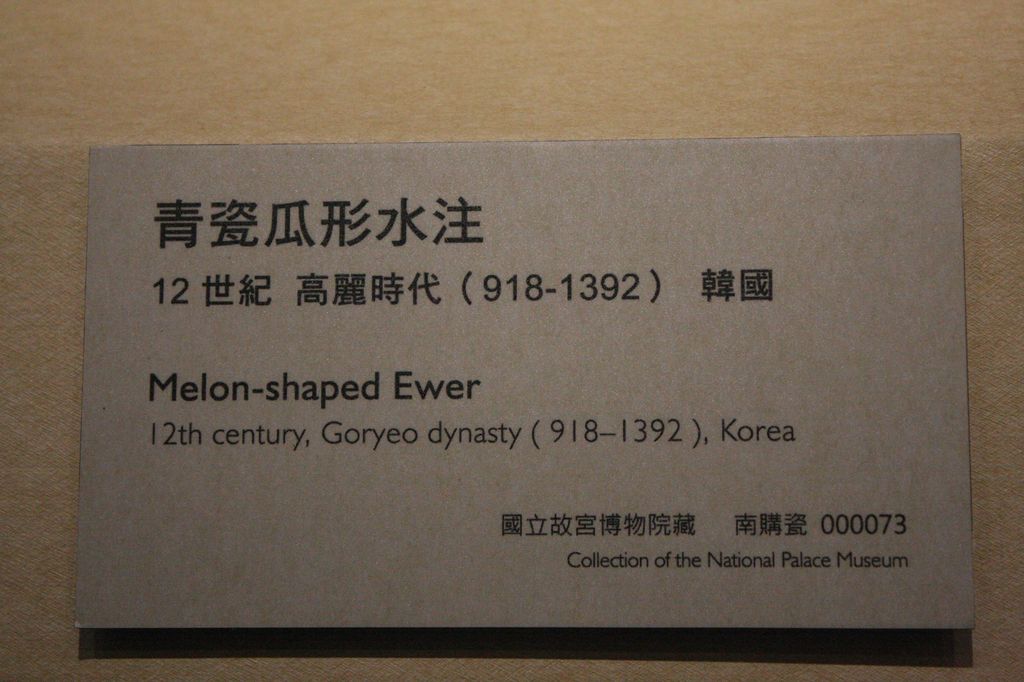 青瓷瓜形水注
12 世紀 高麗時代（918-1392） 韓國
Melon-shaped Ewer
12th century, Goryeo dynasty ( 918–1392 ), Korea
國立故宮博物院藏 南購瓷 000073
Collection of the National Palace Museum